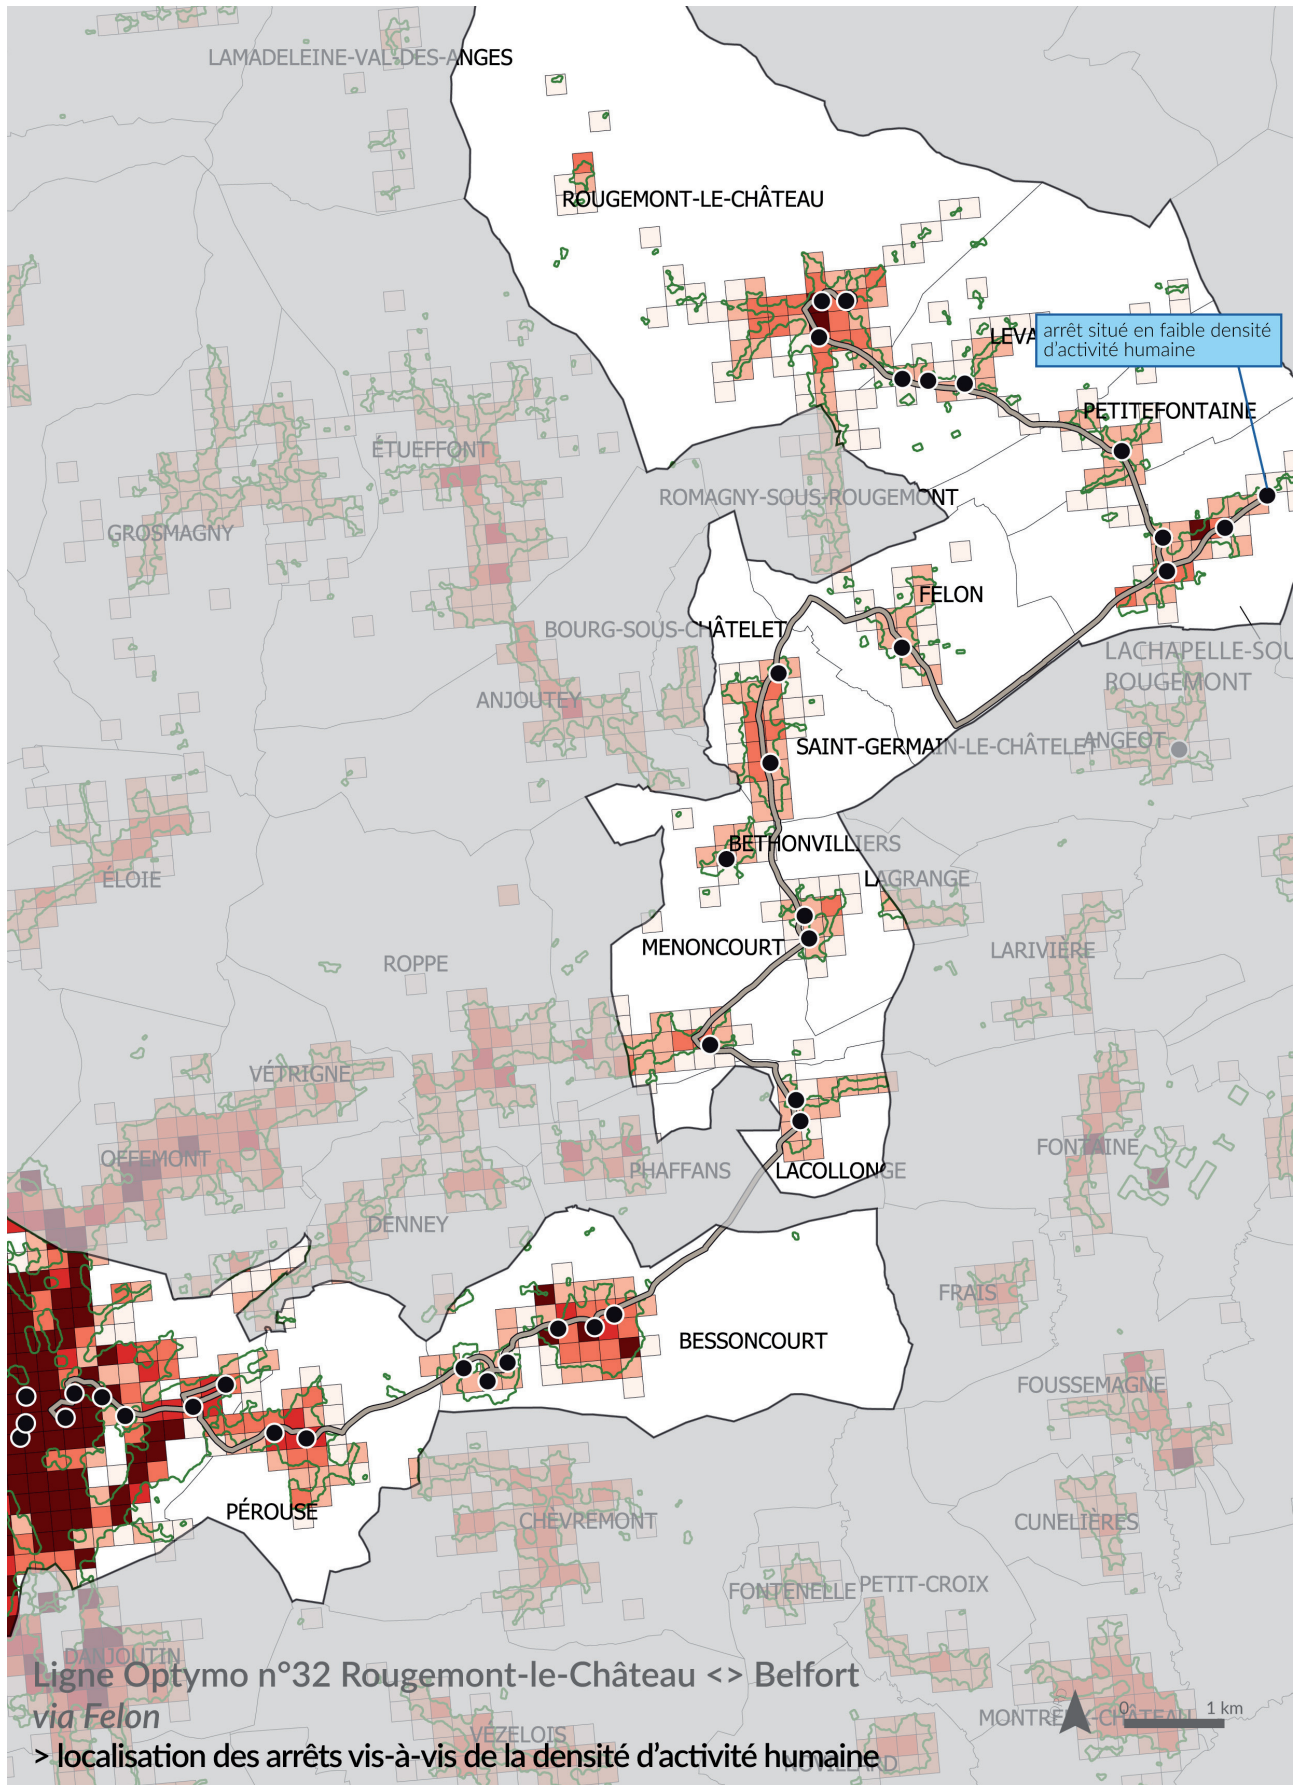 LAMADELEINE-VAL-DES-ANGES
ROUGEMONT-LE-CHÂTEAU
LEVA
arrêt situé en faible densité
d'activité humaine
PETITEFONTAINE
ÉTUEFFONT
ROMAGNY-SOUS-ROUGEMONT
GROSMAGNY
FELON
BOURG-SOUS-CHÂTELET
LACHAPELLE-SOU
ROUGEMONT
ANJOUTEY
SAINT-GERMAIN-LE-CHÂTELET
ANGEOT
BETHONVILLIERS
ÉLOIE
LAGRANGE
MENONCOURT
LARIVIÈRE
ROPPE
VÉTRIGNE
OFFEMONT
PHAFFANS
LACOLLONGE
FONTAINE
DENNEY
FRAIS
BESSONCOURT
FOUSSEMAGNE
PÉROUSE
CHÈVREMONT
CUNELIÈRES
FONTENELLE
PETIT-CROIX
DANJOUTIN
Ligne Optymo n°32 Rougemont-le-Château <> Belfort
via Felon
MONTREUX-CHÂTEAU
0 1 km
VÉZELOIS
NOVILLARD
> localisation des arrêts vis-à-vis de la densité d'activité humaine